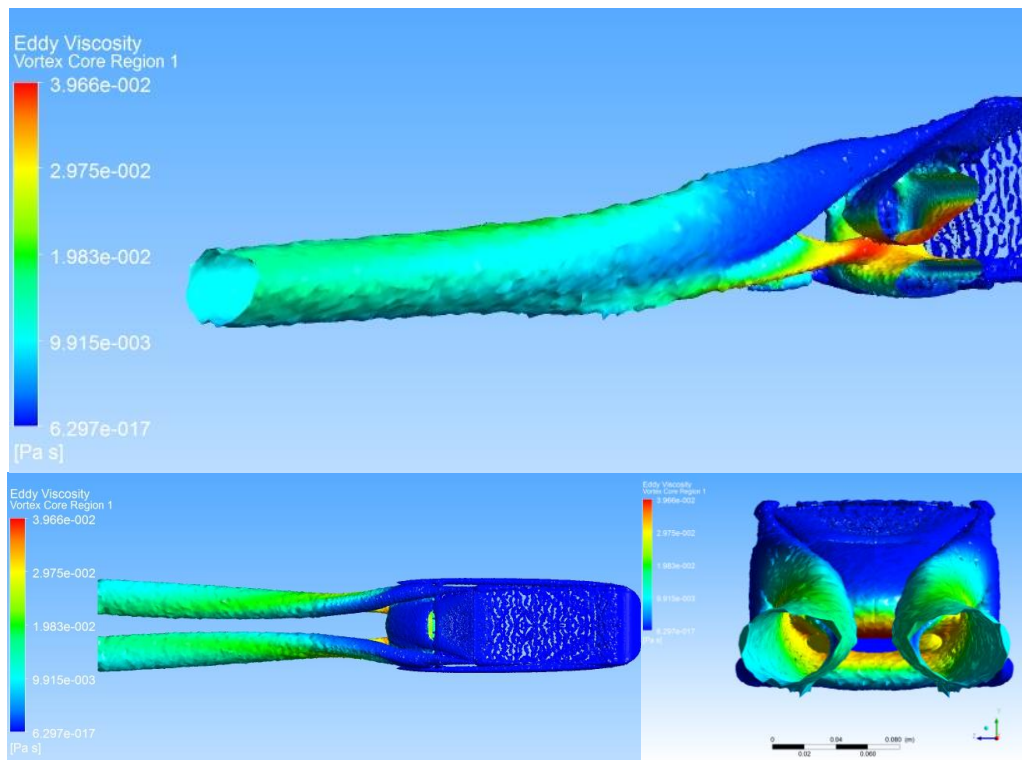 Eddy Viscosity
Vortex Core Region 1
3.966e-002
2.975e-002
1.983e-002
9.915e-003
6.297e-017
[Pa s]
Eddy Viscosity
Vortex Core Region 1
3.966e-002
2.975e-002
1.983e-002
9.915e-003
6.297e-017
[Pa s]
Eddy Viscosity
Vortex Core Region 1
3.966e-002
2.975e-002
1.983e-002
9.915e-003
6.297e-017
[Pa s]
0 0.04 0.080 (m)
0.02 0.060
Y
Z